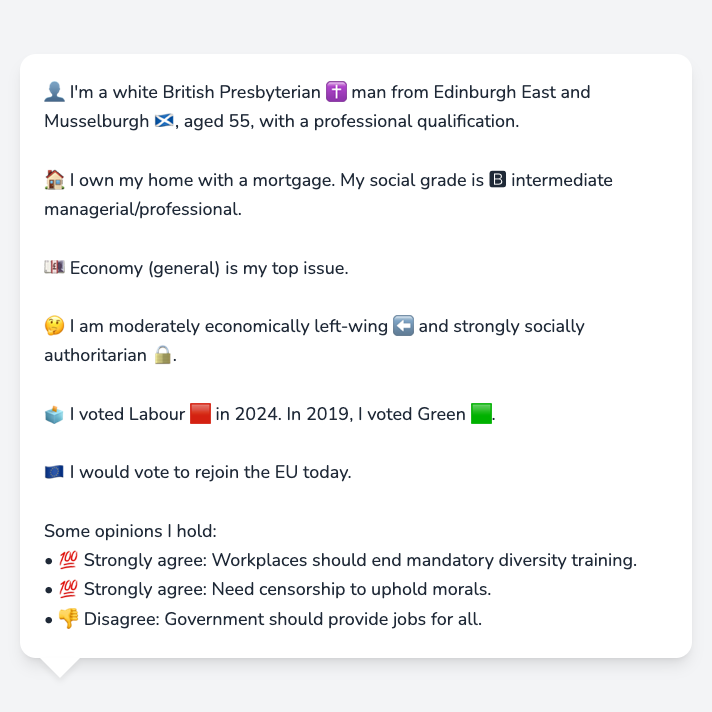 👤 I'm a white British Presbyterian ✝️ man from Edinburgh East and
Musselburgh 🏴󠁧󠁢󠁳󠁣󠁴󠁿, aged 55, with a professional qualification.
🏠 I own my home with a mortgage. My social grade is 🅱 intermediate
managerial/professional.
💷 Economy (general) is my top issue.
🤔 I am moderately economically left-wing ⬅️ and strongly socially
authoritarian 🔒.
🗳️ I voted Labour 🟥 in 2024. In 2019, I voted Green 🟩.
🇪🇺 I would vote to rejoin the EU today.
Some opinions I hold:
• 💯 Strongly agree: Workplaces should end mandatory diversity training.
• 💯 Strongly agree: Need censorship to uphold morals.
• 👎 Disagree: Government should provide jobs for all.